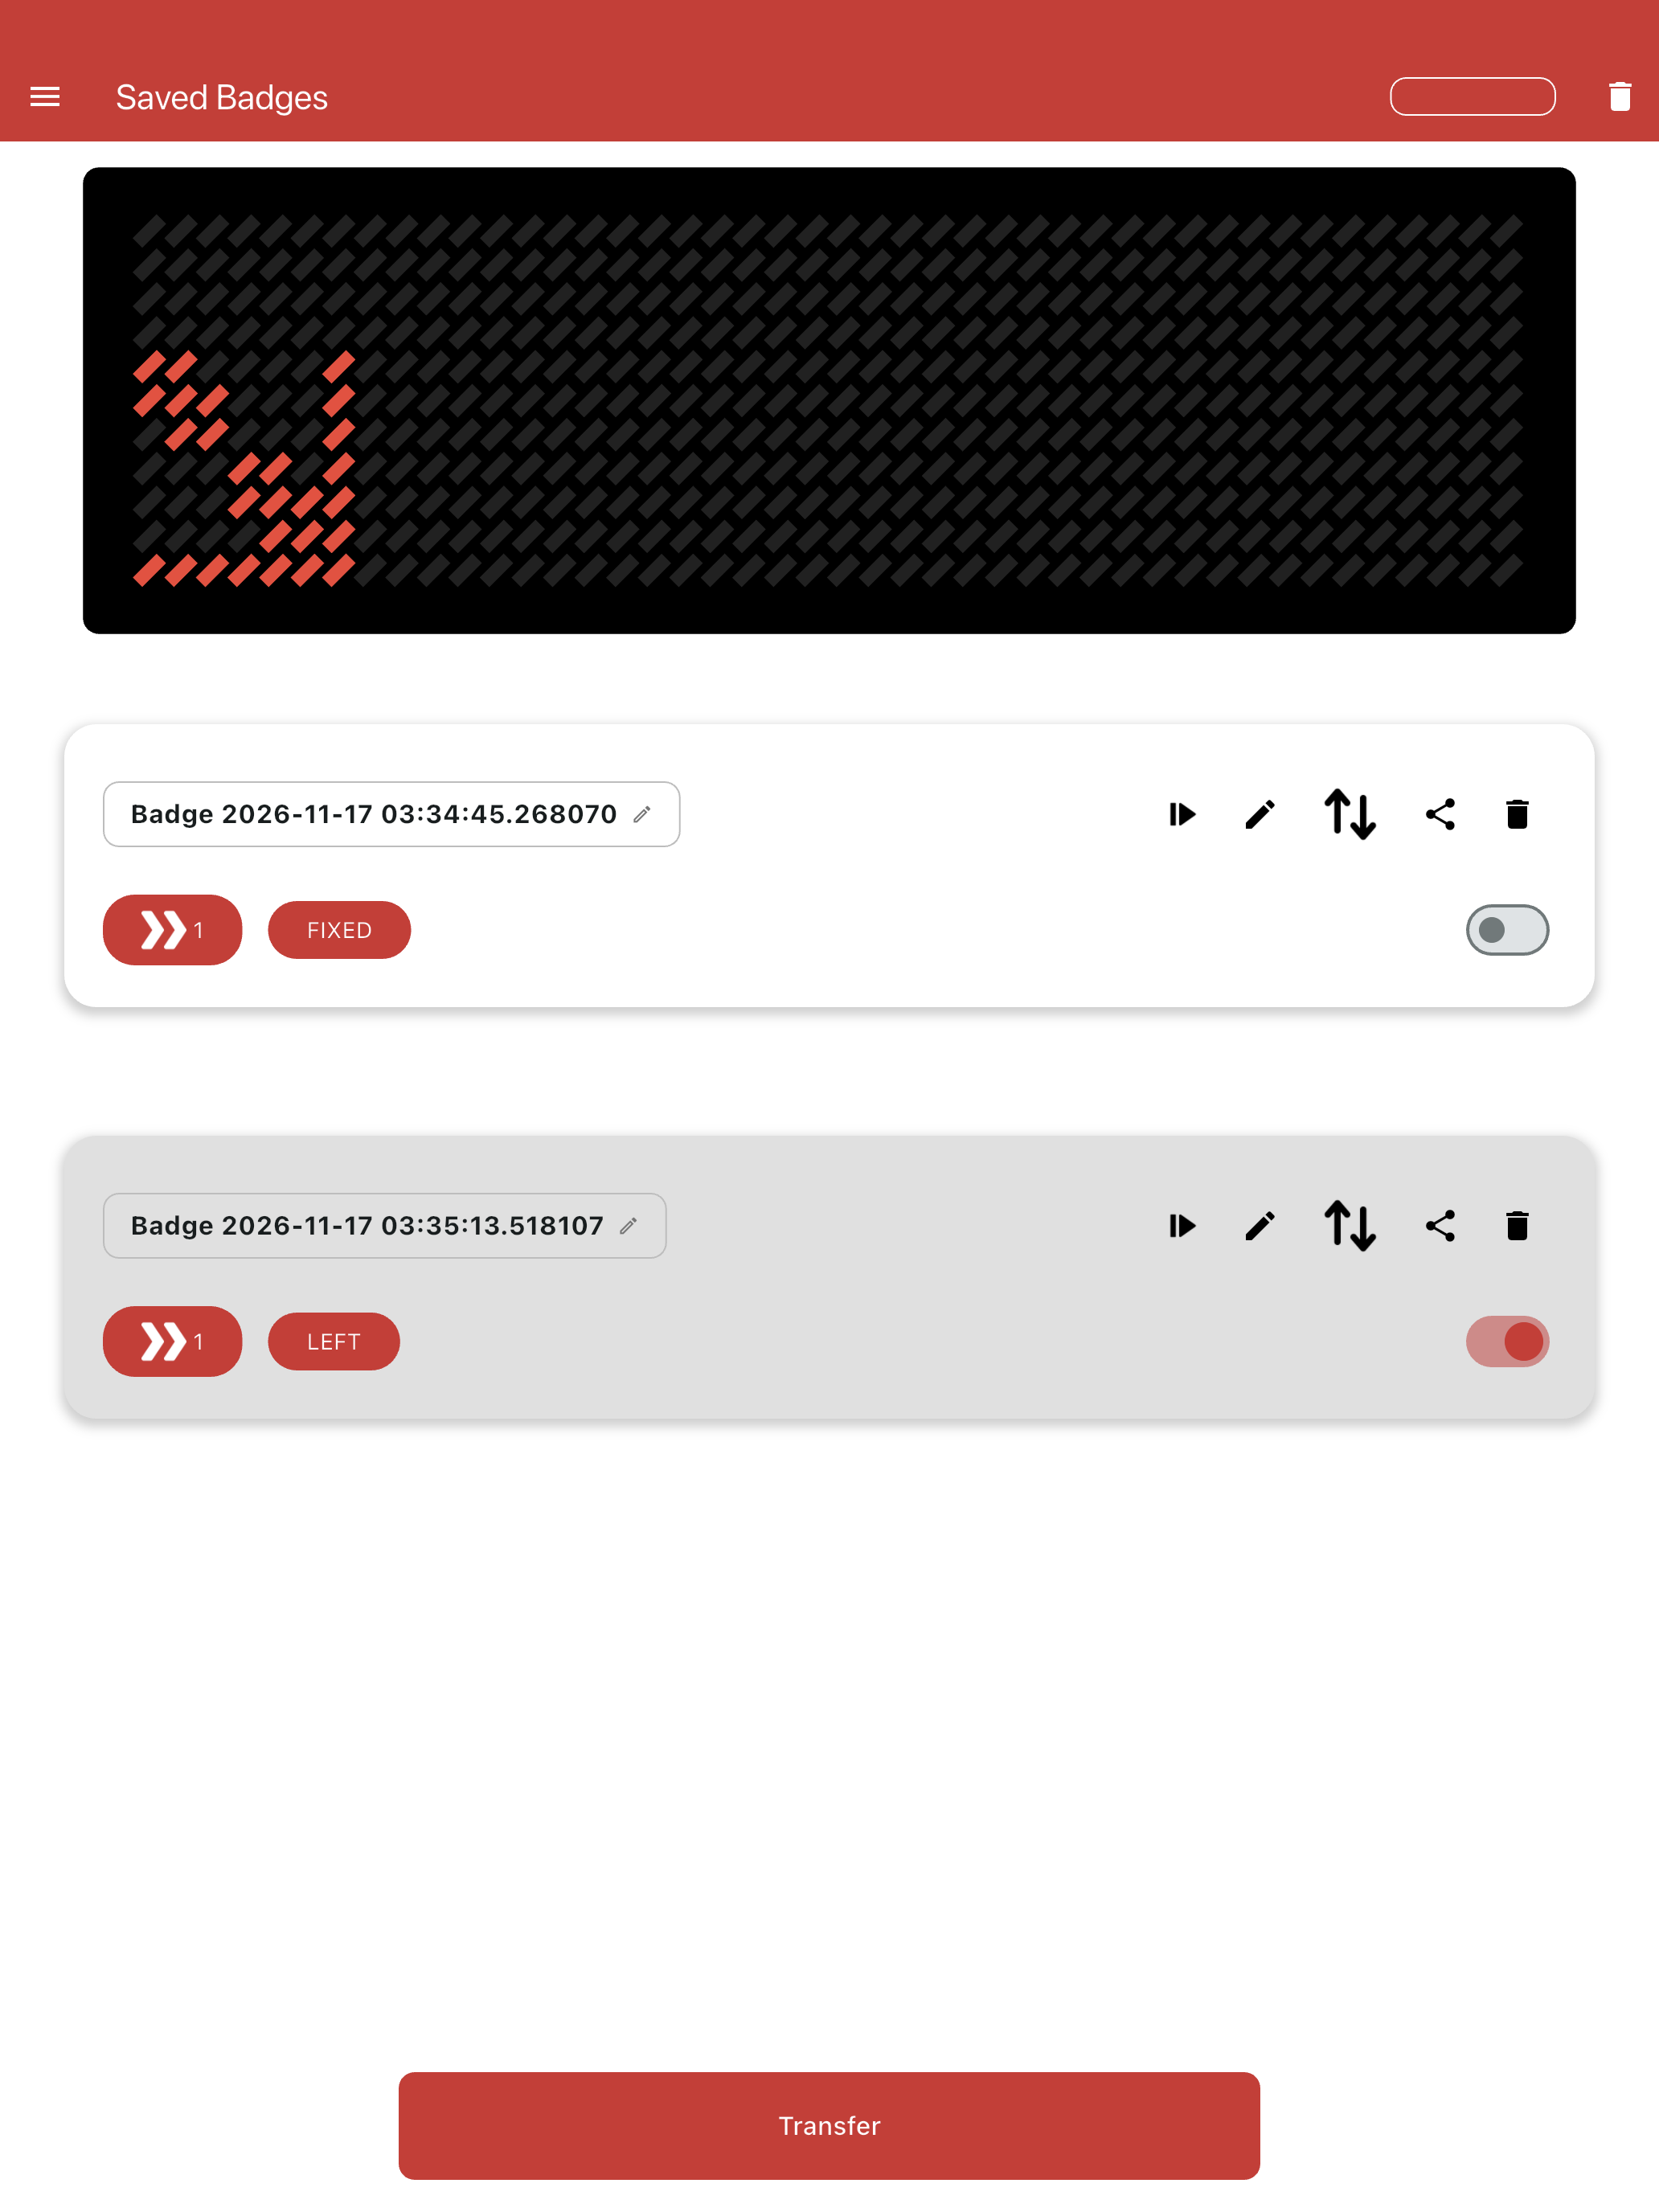 Saved Badges
Badge 2026-11-17 03:34:45.268070
1 FIXED
Badge 2026-11-17 03:35:13.518107
1 LEFT
Transfer